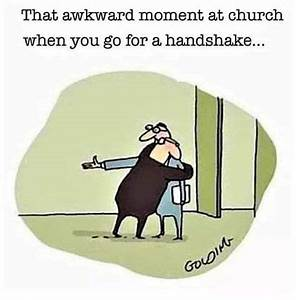 That awkward moment at church
when you go for a handshake...
GOLDING